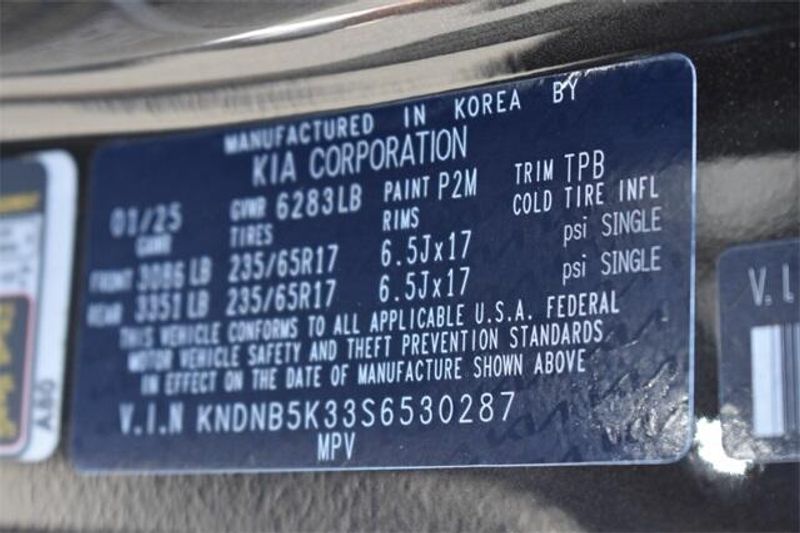 MANUFACTURED IN KOREA BY
KIA CORPORATION
01/25 GVWR 6283LB PAINT P2M TRIM TPB
GAWR TIRES RIMS COLD TIRE INFL
FRONT 3086 LB 235/65R17 6.5Jx17 psi SINGLE
REAR 3351 LB 235/65R17 6.5Jx17 psi SINGLE
THIS VEHICLE CONFORMS TO ALL APPLICABLE U.S.A. FEDERAL
MOTOR VEHICLE SAFETY AND THEFT PREVENTION STANDARDS
IN EFFECT ON THE DATE OF MANUFACTURE SHOWN ABOVE
V.I.N KNDNB5K33S6530287
MPV
A80
V.I